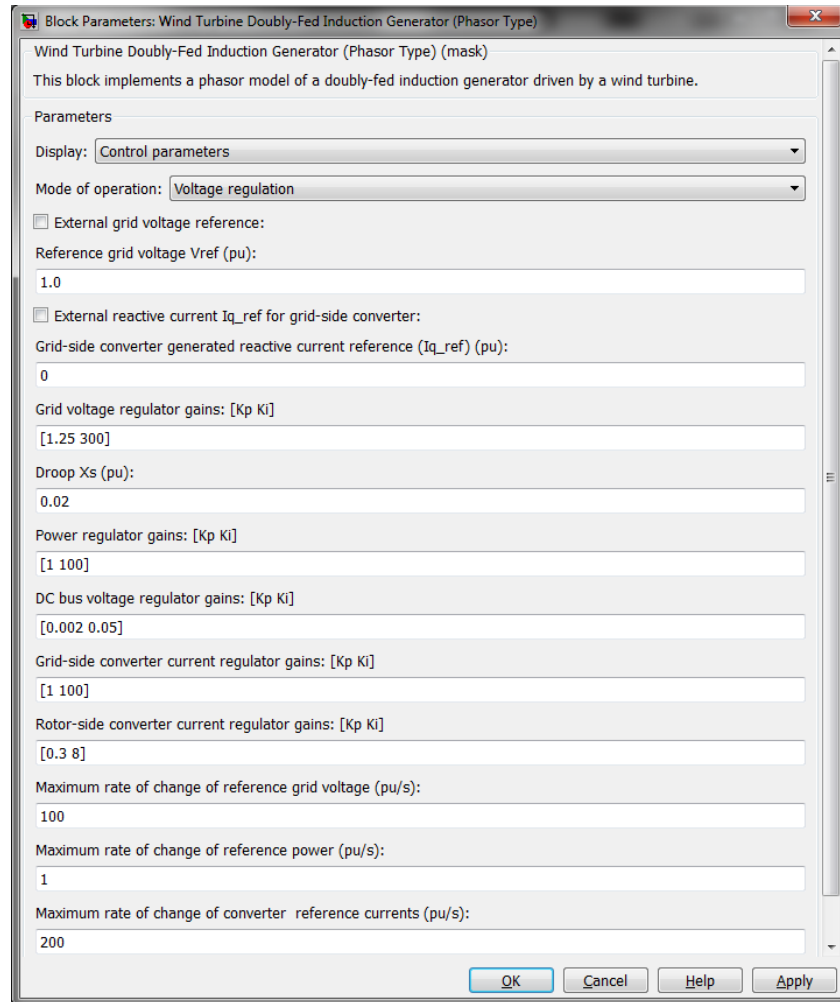 Block Parameters: Wind Turbine Doubly-Fed Induction Generator (Phasor Type)
Wind Turbine Doubly-Fed Induction Generator (Phasor Type) (mask)
This block implements a phasor model of a doubly-fed induction generator driven by a wind turbine.
Parameters
Display: Control parameters
Mode of operation: Voltage regulation
External grid voltage reference:
Reference grid voltage Vref (pu):
1.0
External reactive current Iq_ref for grid-side converter:
Grid-side converter generated reactive current reference (Iq_ref) (pu):
0
Grid voltage regulator gains: [Kp Ki]
[1.25 300]
Droop Xs (pu):
0.02
Power regulator gains: [Kp Ki]
[1 100]
DC bus voltage regulator gains: [Kp Ki]
[0.002 0.05]
Grid-side converter current regulator gains: [Kp Ki]
[1 100]
Rotor-side converter current regulator gains: [Kp Ki]
[0.3 8]
Maximum rate of change of reference grid voltage (pu/s):
100
Maximum rate of change of reference power (pu/s):
1
Maximum rate of change of converter  reference currents (pu/s):
200
OK Cancel Help Apply